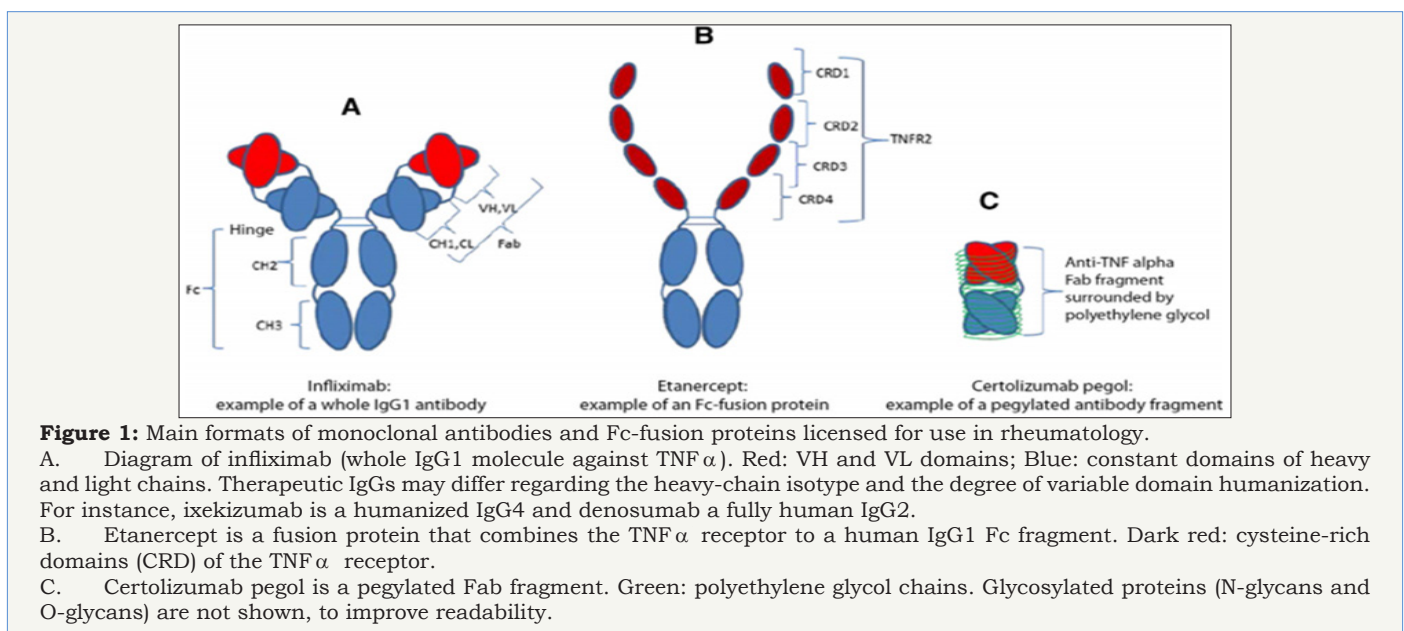 A
B
C
CRD1
CRD2
CRD3
CRD4
TNFR2
VH,VL
CH1,CL
Fab
Hinge
CH2
Fc
CH3
Anti-TNF alpha
Fab fragment
surrounded by
polyethylene glycol
Infliximab:
example of a whole IgG1 antibody
Etanercept:
example of an Fc-fusion protein
Certolizumab pegol:
example of a pegylated antibody fragment
Figure 1: Main formats of monoclonal antibodies and Fc-fusion proteins licensed for use in rheumatology.
A. Diagram of infliximab (whole IgG1 molecule against TNFα). Red: VH and VL domains; Blue: constant domains of heavy
and light chains. Therapeutic IgGs may differ regarding the heavy-chain isotype and the degree of variable domain humanization.
For instance, ixekizumab is a humanized IgG4 and denosumab a fully human IgG2.
B. Etanercept is a fusion protein that combines the TNFα receptor to a human IgG1 Fc fragment. Dark red: cysteine-rich
domains (CRD) of the TNFα receptor.
C. Certolizumab pegol is a pegylated Fab fragment. Green: polyethylene glycol chains. Glycosylated proteins (N-glycans and
O-glycans) are not shown, to improve readability.